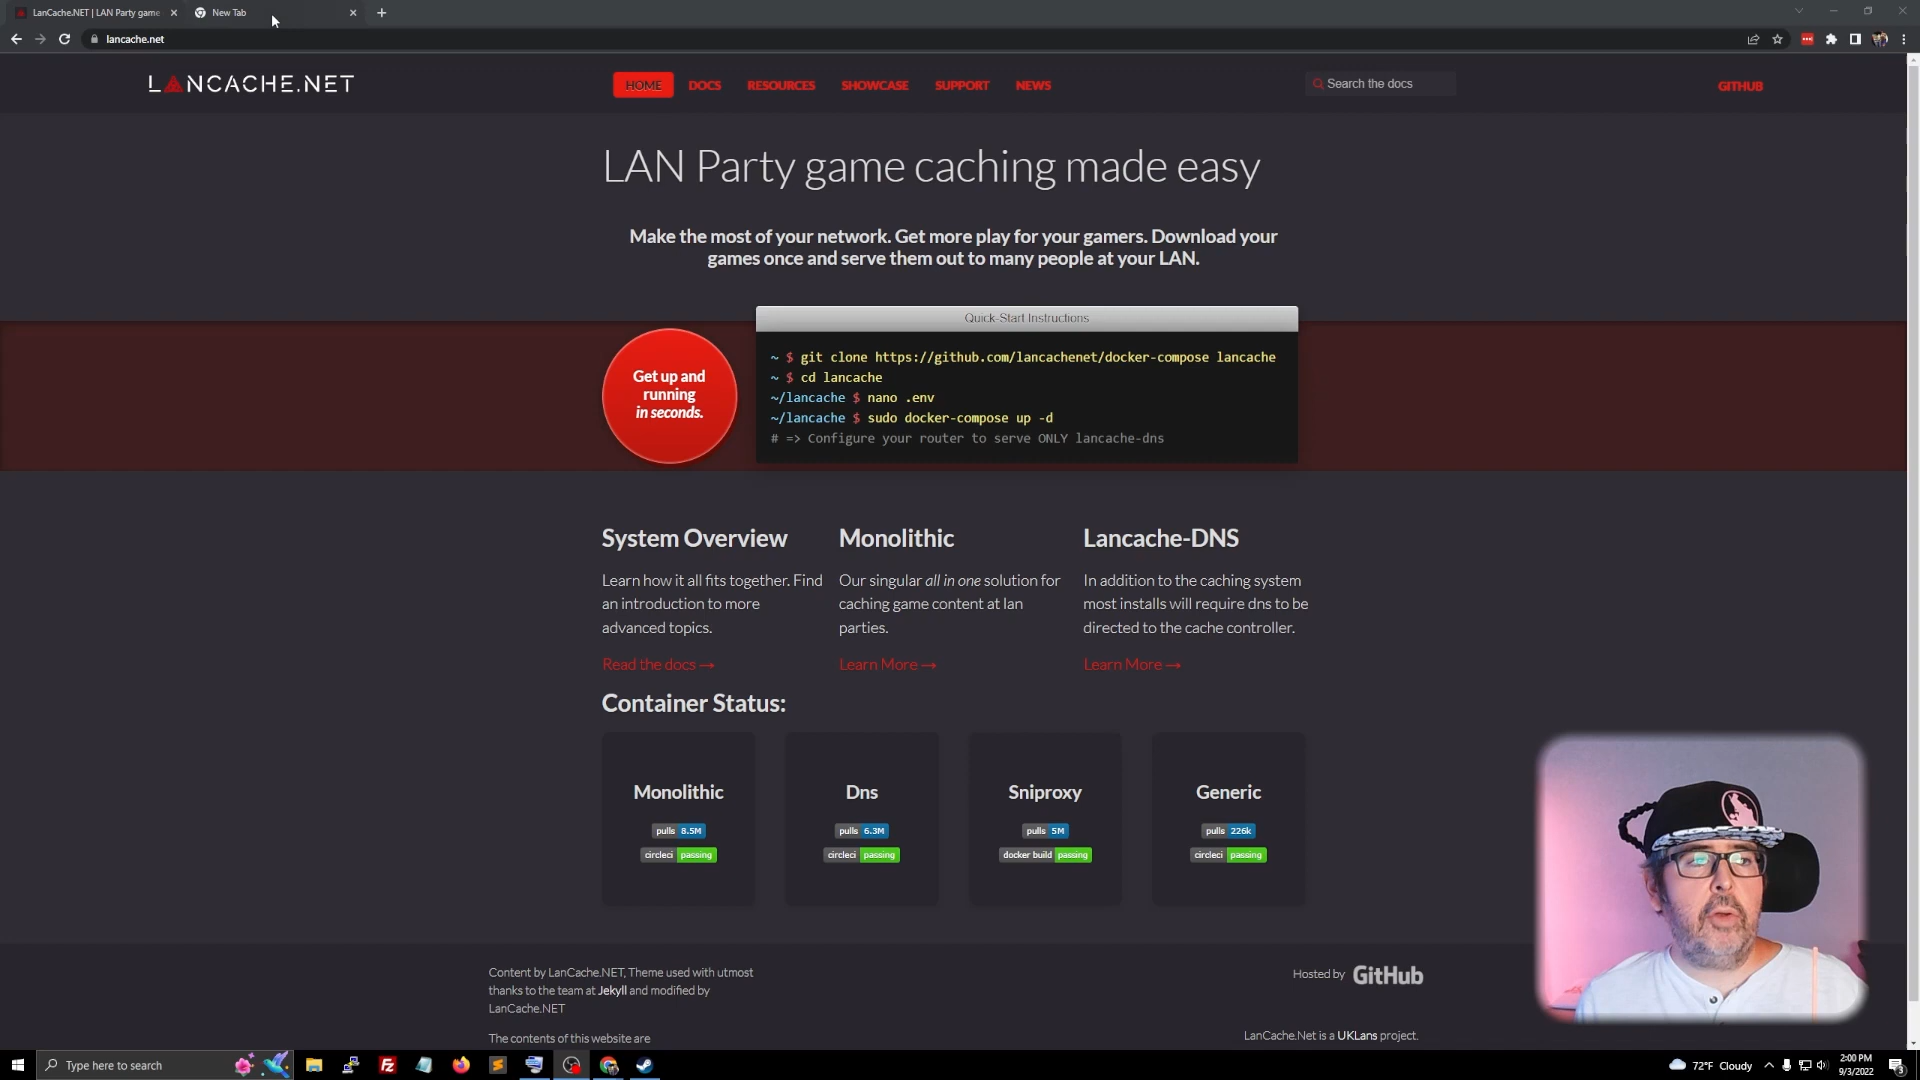 LanCache.NET | LAN Party game
New Tab
lancache.net
LANCACHE.NET
HOME
DOCS
RESOURCES
SHOWCASE
SUPPORT
NEWS
Search the docs
GITHUB
LAN Party game caching made easy
Make the most of your network. Get more play for your gamers. Download your
games once and serve them out to many people at your LAN.
Quick-Start Instructions
Get up and
running
in seconds.
~ $ git clone https://github.com/lancachenet/docker-compose lancache
~ $ cd lancache
~/lancache $ nano .env
~/lancache $ sudo docker-compose up -d
# => Configure your router to serve ONLY lancache-dns
System Overview
Learn how it all fits together. Find
an introduction to more
advanced topics.
Read the docs →
Monolithic
Our singular all in one solution for
caching game content at lan
parties.
Learn More →
Lancache-DNS
In addition to the caching system
most installs will require dns to be
directed to the cache controller.
Learn More →
Container Status:
Monolithic
pulls 8.5M
circleci passing
Dns
pulls 6.3M
circleci passing
Sniproxy
pulls 5M
docker build passing
Generic
pulls 226k
circleci passing
Content by LanCache.NET, Theme used with utmost
thanks to the team at Jekyll and modified by
LanCache.NET
The contents of this website are
Hosted by GitHub
LanCache.Net is a UKLans project.
Type here to search
72°F Cloudy
2:00 PM
9/3/2022
3